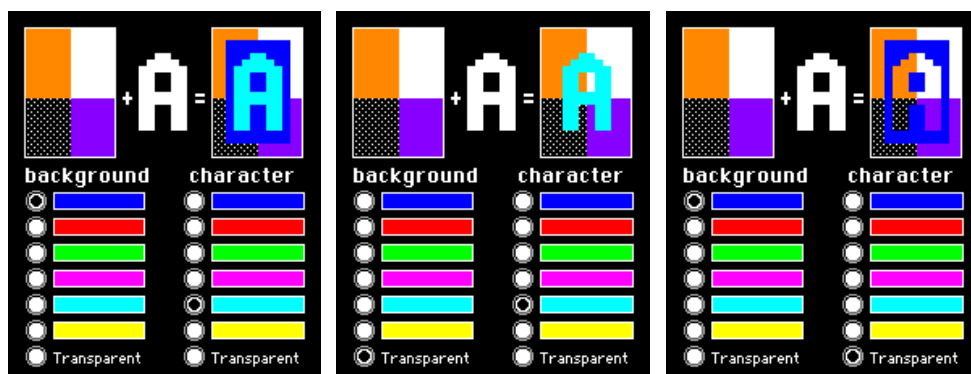 + A = A
background character
Transparent Transparent
+ A = A
background character
Transparent Transparent
+ A = A
background character
Transparent Transparent